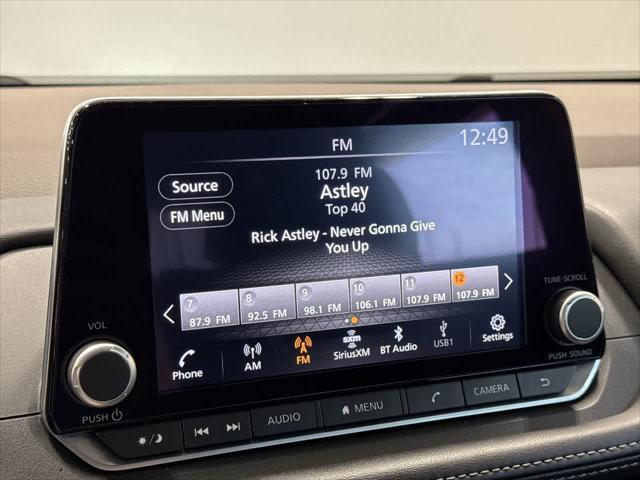 FM
12:49
107.9 FM
Source
Astley
Top 40
FM Menu
Rick Astley - Never Gonna Give
You Up
7
8
9
10
11
12
87.9 FM
92.5 FM
98.1 FM
106.1 FM
107.9 FM
107.9 FM
Phone
AM
FM
sxm
SiriusXM
BT Audio
USB1
Settings
VOL
PUSH
TUNE·SCROLL
PUSH SOUND
AUDIO
MENU
CAMERA